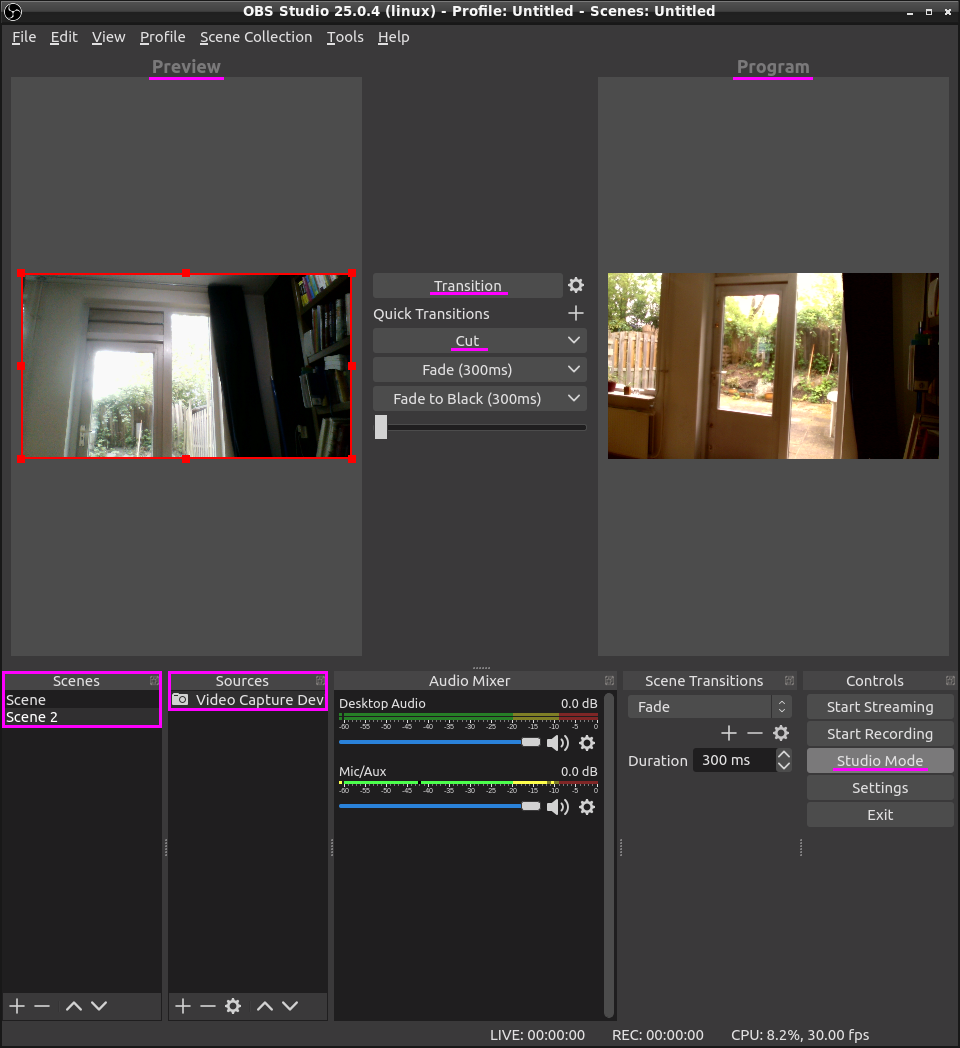 OBS Studio 25.0.4 (linux) - Profile: Untitled - Scenes: Untitled
File Edit View Profile Scene Collection Tools Help
Preview
Program
Transition
Quick Transitions
Cut
Fade (300ms)
Fade to Black (300ms)
Scenes
Scene
Scene 2
Sources
Video Capture Dev
Audio Mixer
Desktop Audio 0.0 dB
-60 -55 -50 -45 -40 -35 -30 -25 -20 -15 -10 -5 0
Mic/Aux 0.0 dB
-60 -55 -50 -45 -40 -35 -30 -25 -20 -15 -10 -5 0
Scene Transitions
Fade
Duration 300 ms
Controls
Start Streaming
Start Recording
Studio Mode
Settings
Exit
LIVE: 00:00:00 REC: 00:00:00 CPU: 8.2%, 30.00 fps